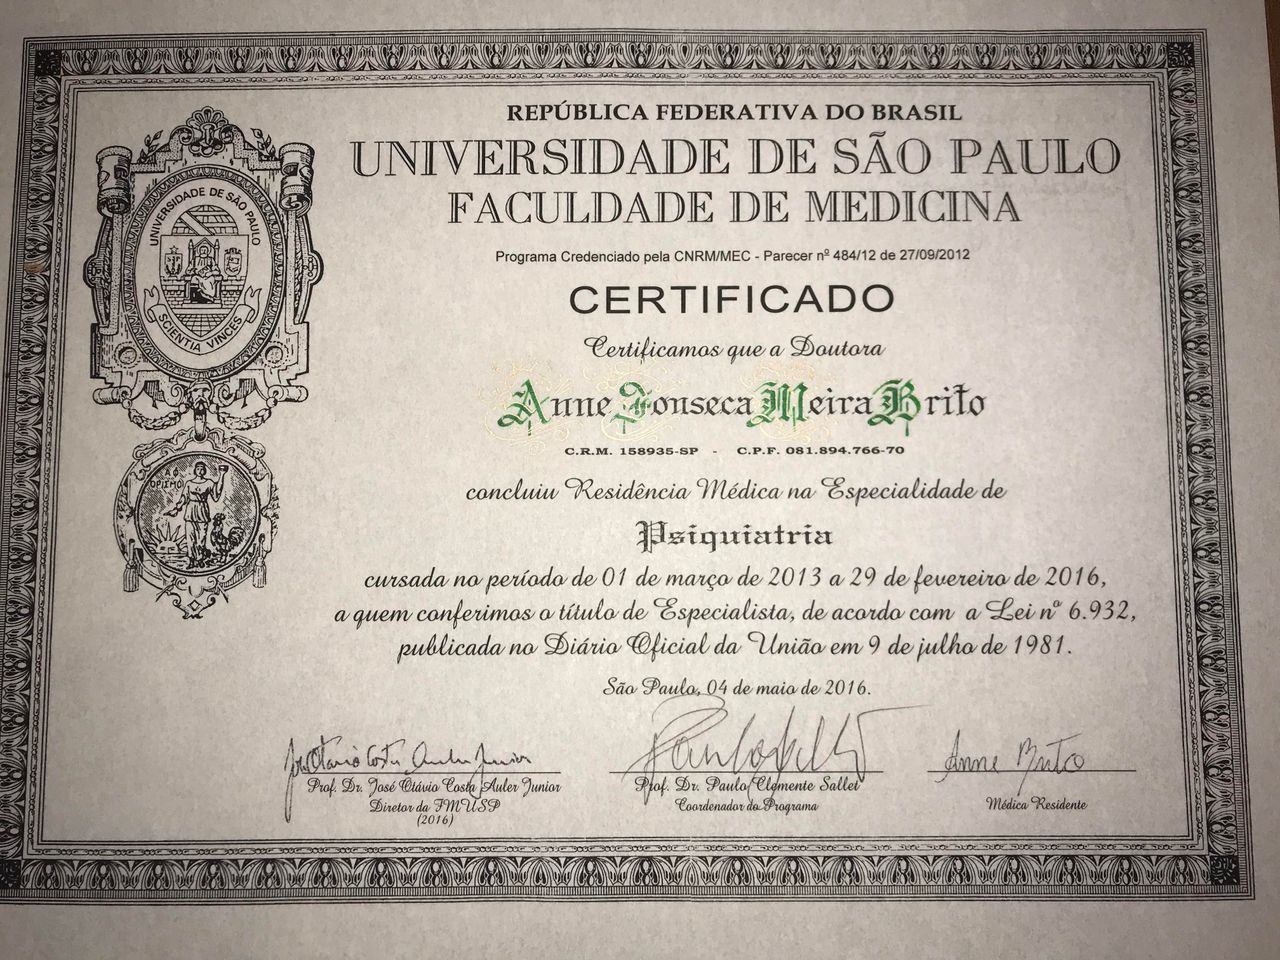 UNIVERSIDADE DE SÃO PAULO
SCIENTIA VINCES
REPÚBLICA FEDERATIVA DO BRASIL
UNIVERSIDADE DE SÃO PAULO
FACULDADE DE MEDICINA
Programa Credenciado pela CNRM/MEC - Parecer nº 484/12 de 27/09/2012
CERTIFICADO
Certificamos que a Doutora
Anne Fonseca Meira Brito
C.R.M. 158935-SP - C.P.F. 081.894.766-70
concluiu Residência Médica na Especialidade de
Psiquiatria
cursada no período de 01 de março de 2013 a 29 de fevereiro de 2016,
a quem conferimos o título de Especialista, de acordo com a Lei nº 6.932,
publicada no Diário Oficial da União em 9 de julho de 1981.
São Paulo, 04 de maio de 2016.
Anne Brito
Prof. Dr. José Otávio Costa Auler Junior
Diretor da FMUSP
(2016)
Prof. Dr. Paulo Clemente Sallet
Coordenador do Programa
Médica Residente